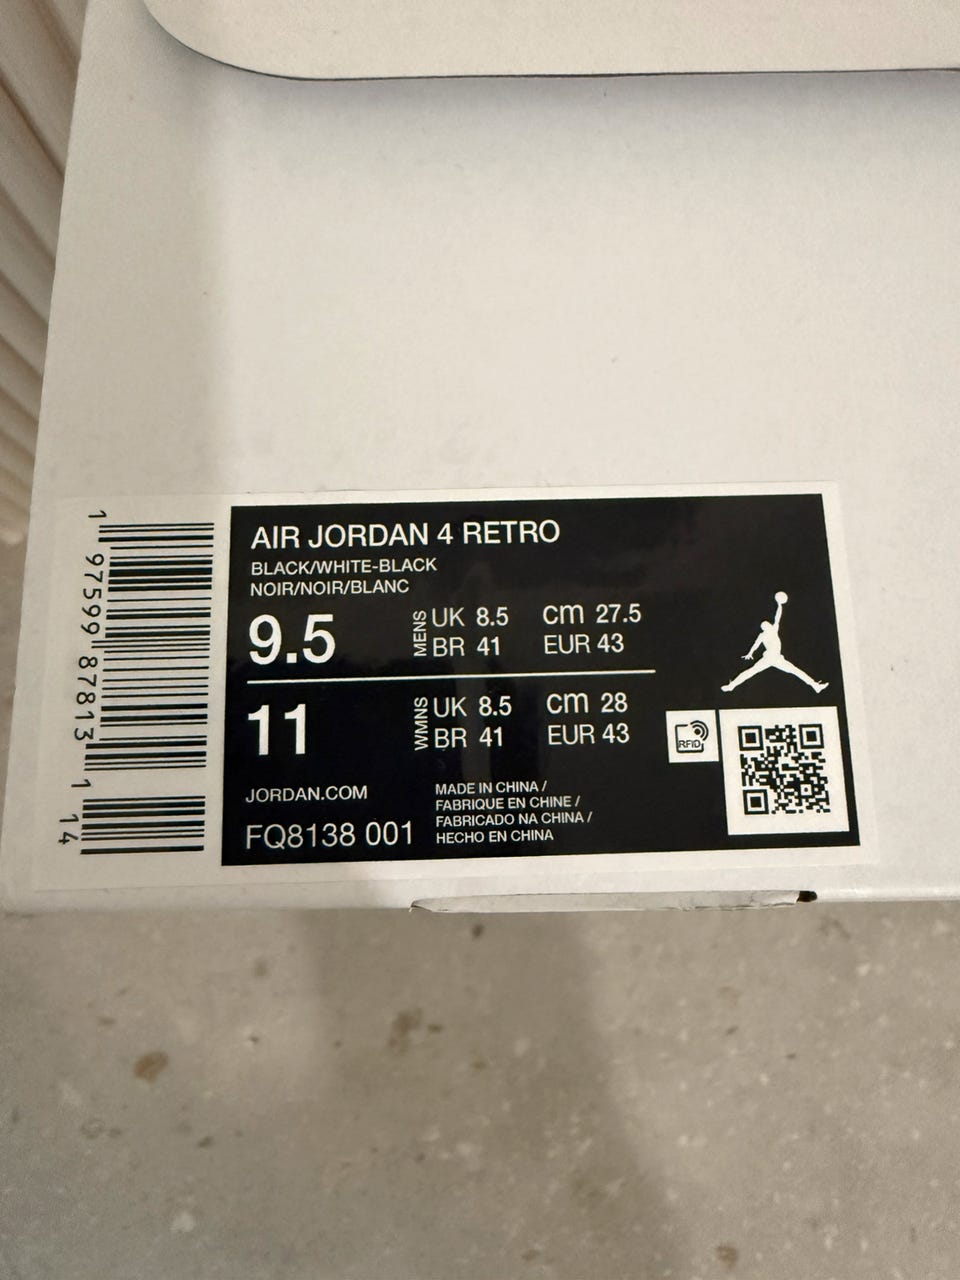 AIR JORDAN 4 RETRO
BLACK/WHITE-BLACK
NOIR/NOIR/BLANC
9.5 MENS UK 8.5 cm 27.5
BR 41 EUR 43
11 WMNS UK 8.5 cm 28
BR 41 EUR 43
RFID
JORDAN.COM
FQ8138 001
MADE IN CHINA /
FABRIQUE EN CHINE /
FABRICADO NA CHINA /
HECHO EN CHINA
1 97599 87813 1 14